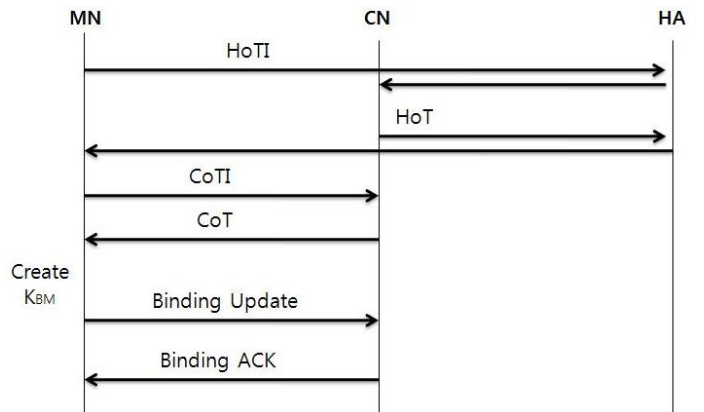 MN CN HA
HoTI
HoT
CoTI
CoT
Create
KBM
Binding Update
Binding ACK